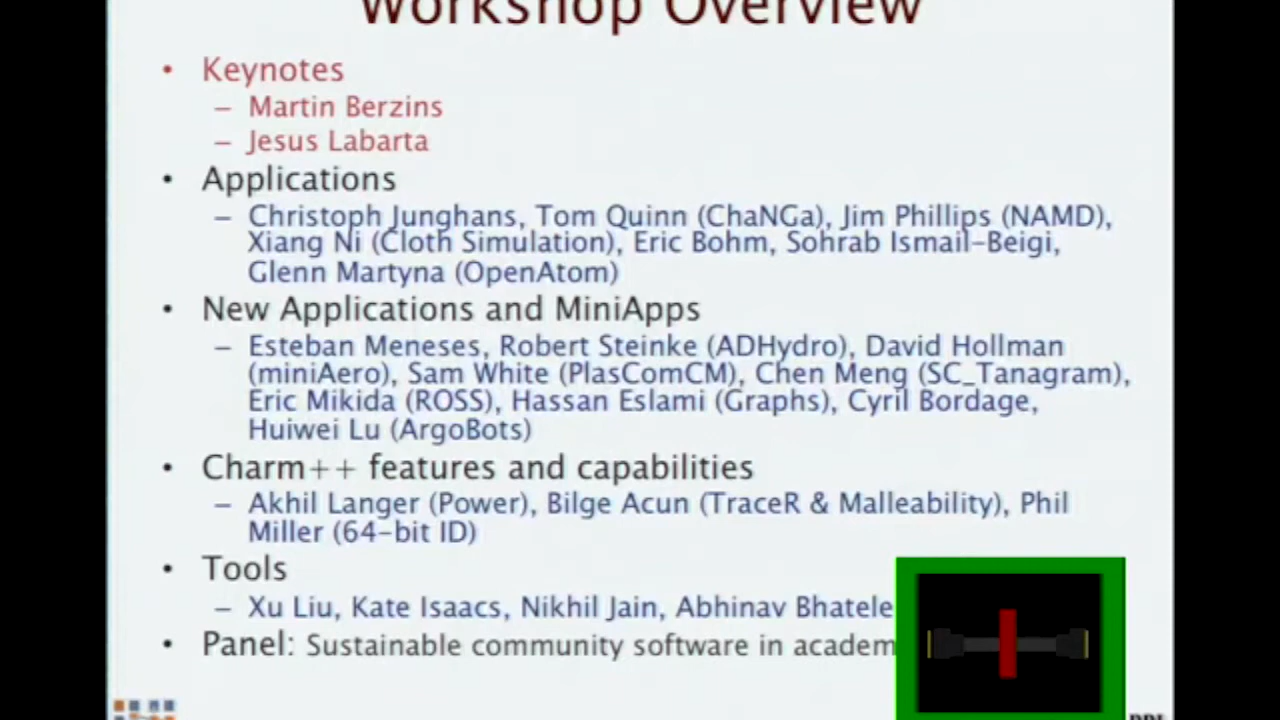 Workshop Overview
• Keynotes
– Martin Berzins
– Jesus Labarta
• Applications
– Christoph Junghans, Tom Quinn (ChaNGa), Jim Phillips (NAMD),
Xiang Ni (Cloth Simulation), Eric Bohm, Sohrab Ismail-Beigi,
Glenn Martyna (OpenAtom)
• New Applications and MiniApps
– Esteban Meneses, Robert Steinke (ADHydro), David Hollman
(miniAero), Sam White (PlasComCM), Chen Meng (SC_Tanagram),
Eric Mikida (ROSS), Hassan Eslami (Graphs), Cyril Bordage,
Huiwei Lu (ArgoBots)
• Charm++ features and capabilities
– Akhil Langer (Power), Bilge Acun (TraceR & Malleability), Phil
Miller (64-bit ID)
• Tools
– Xu Liu, Kate Isaacs, Nikhil Jain, Abhinav Bhatele
• Panel: Sustainable community software in academ